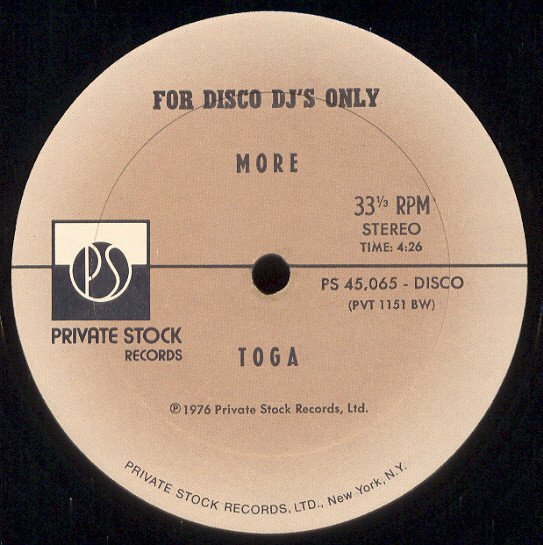 FOR DISCO DJ'S ONLY
MORE
33⅓ RPM
STEREO
TIME: 4:26
PS
PS 45,065 - DISCO
(PVT 1151 BW)
PRIVATE STOCK
RECORDS
TOGA
℗ 1976 Private Stock Records, Ltd.
PRIVATE STOCK RECORDS, LTD., New York, N.Y.